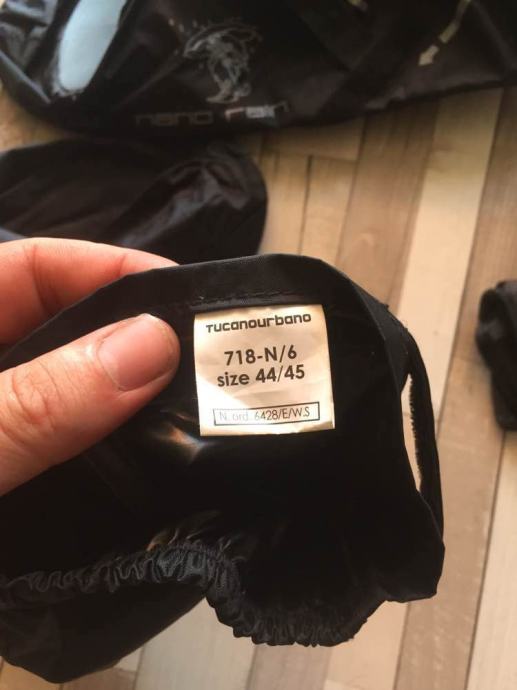 nano rain
TUCANOURBANO
718-N/6
size 44/45
N. ord. 6428/E/W.S